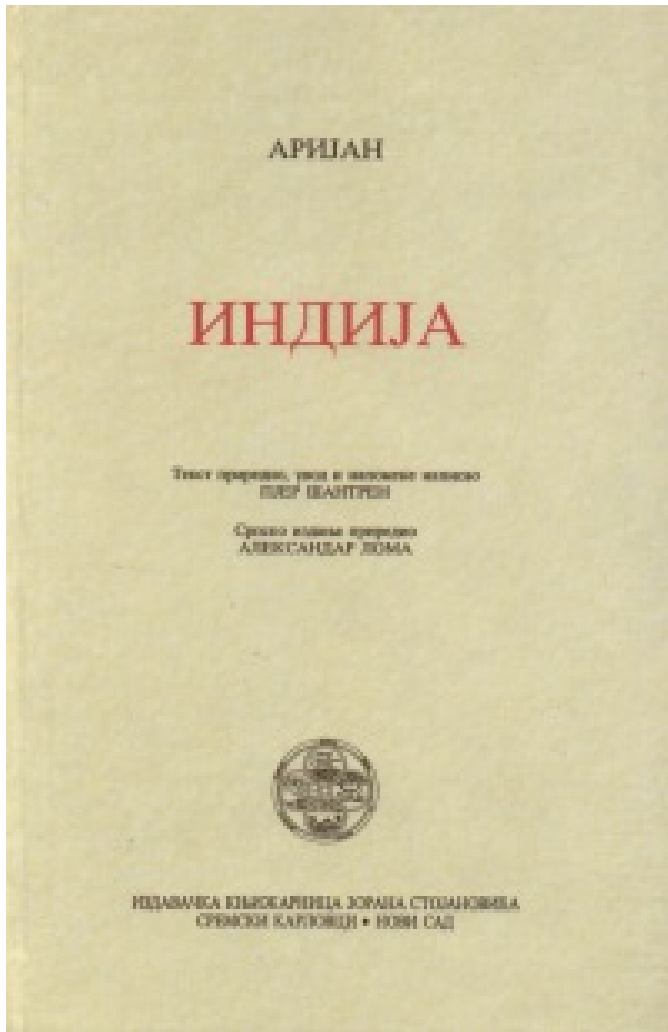 АРИЈАН
ИНДИЈА
Текст приредио, увод и напомене написао
ПЈЕР ШАНТРЕН
Српско издање приредио
АЛЕКСАНДАР ЛОМА
ИЗДАВАЧКА КЊИЖАРНИЦА ЗОРАНА СТОЈАНОВИЋА
СРЕМСКИ КАРЛОВЦИ • НОВИ САД